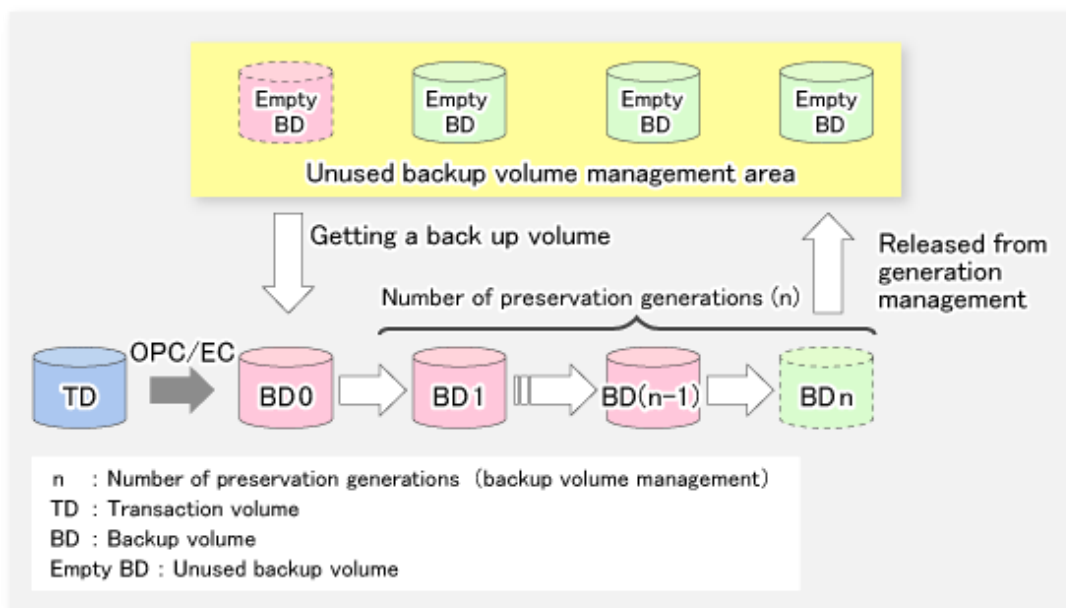 Empty
BD
Empty
BD
Empty
BD
Empty
BD
Unused backup volume management area
Getting a back up volume
Released from
generation
management
Number of preservation generations (n)
OPC/EC
TD
BD0
BD1
BD(n-1)
BDn
n : Number of preservation generations (backup volume management)
TD : Transaction volume
BD : Backup volume
Empty BD : Unused backup volume